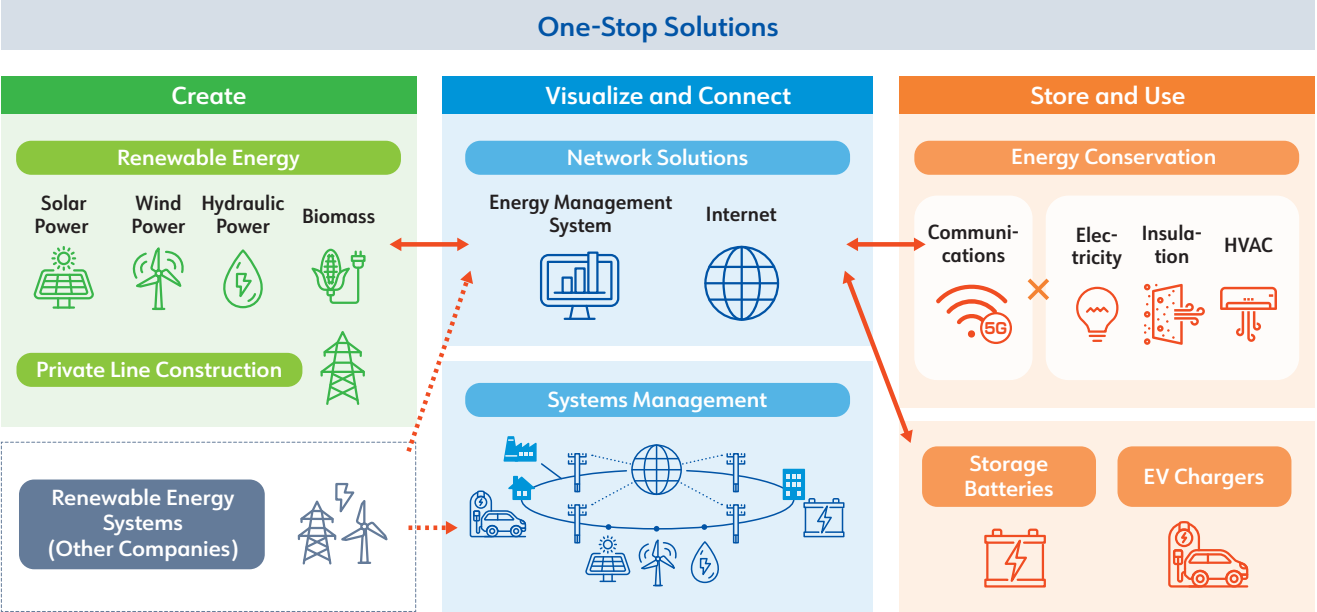 One-Stop Solutions
Create
Renewable Energy
Solar
Power
Wind
Power
Hydraulic
Power
Biomass
Private Line Construction
Renewable Energy
Systems
(Other Companies)
Visualize and Connect
Network Solutions
Energy Management
System
Internet
Systems Management
Store and Use
Energy Conservation
Communi-
cations
5G
×
Elec-
tricity
Insula-
tion
HVAC
Storage
Batteries
EV Chargers